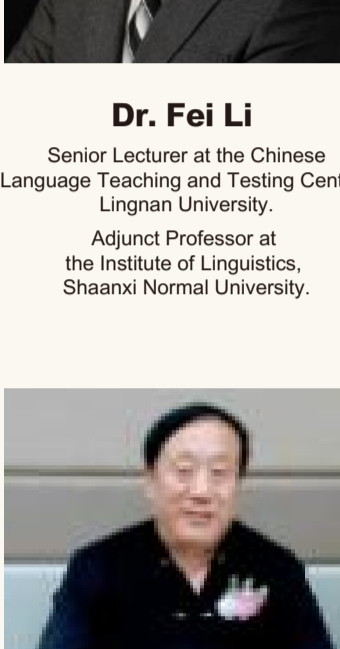 Dr. Fei Li
Senior Lecturer at the Chinese
Language Teaching and Testing
Lingnan University.
Adjunct Professor at
the Institute of Linguistics,
Shaanxi Normal University.